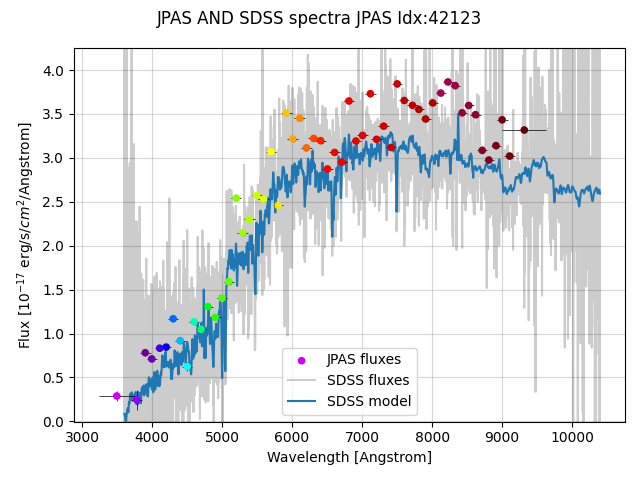 JPAS AND SDSS spectra JPAS Idx:42123
4.0
3.5
3.0
2.5
2.0
1.5
1.0
0.5
0.0
Flux [10⁻¹⁷ erg/s/cm²/Angstrom]
JPAS fluxes
SDSS fluxes
SDSS model
3000 4000 5000 6000 7000 8000 9000 10000
Wavelength [Angstrom]